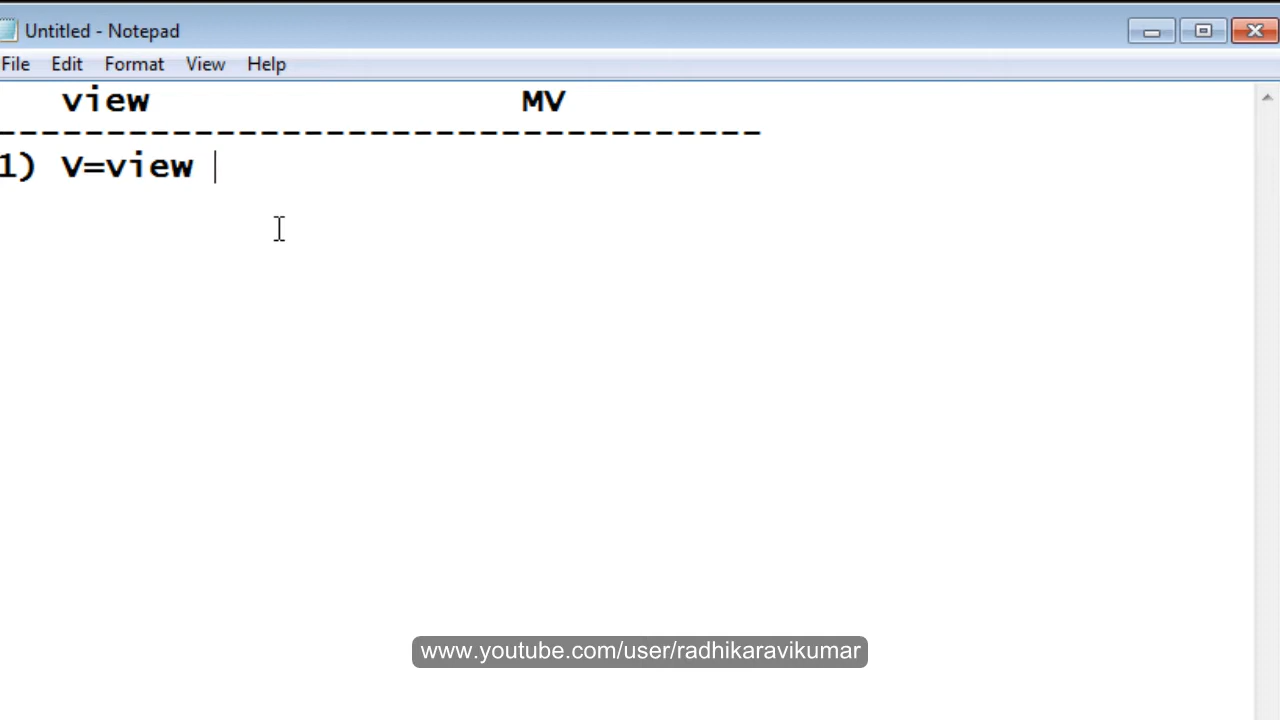 Untitled - Notepad
File Edit Format View Help
view MV
-----------------------------------
1) V=view
www.youtube.com/user/radhikaravikumar